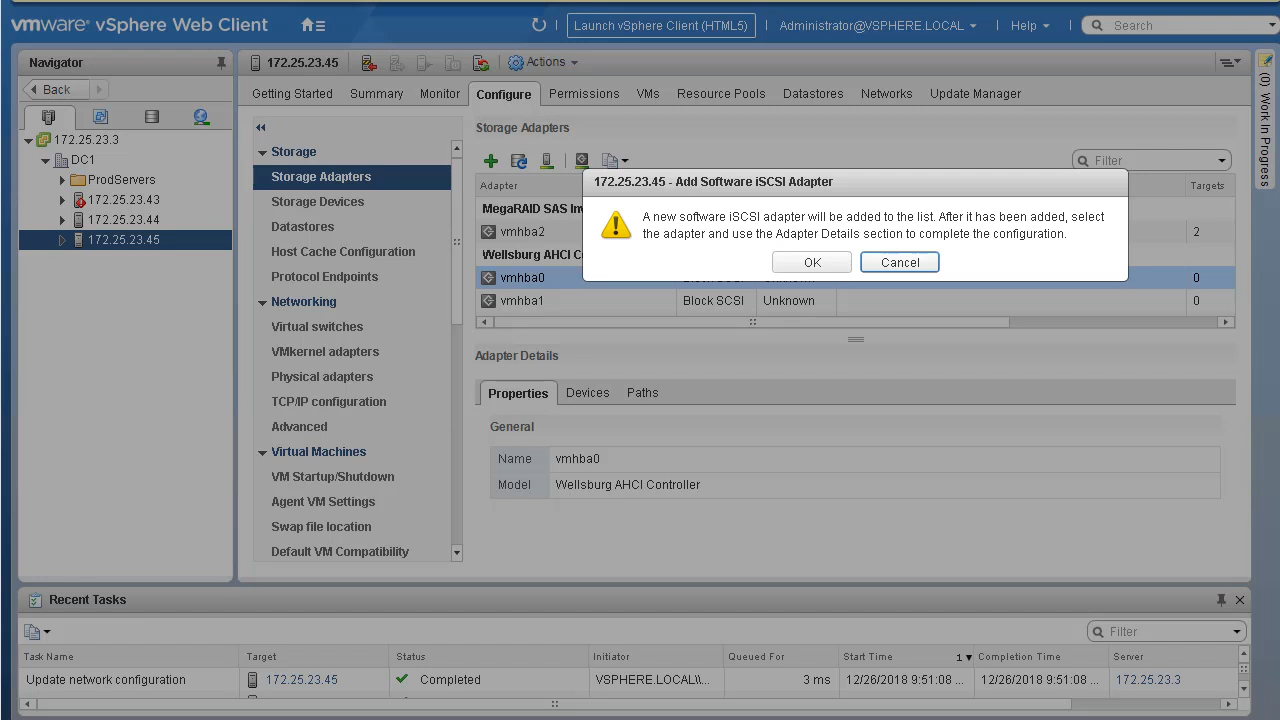 vmware® vSphere Web Client
Launch vSphere Client (HTML5)
Administrator@VSPHERE.LOCAL
Help
Search
Navigator
Back
172.25.23.3
DC1
ProdServers
172.25.23.43
172.25.23.44
172.25.23.45
172.25.23.45
Actions
Getting Started Summary Monitor Configure Permissions VMs Resource Pools Datastores Networks Update Manager
Storage
Storage Adapters
Storage Devices
Datastores
Host Cache Configuration
Protocol Endpoints
Networking
Virtual switches
VMkernel adapters
Physical adapters
TCP/IP configuration
Advanced
Virtual Machines
VM Startup/Shutdown
Agent VM Settings
Swap file location
Default VM Compatibility
Storage Adapters
Filter
Adapter Targets
MegaRAID SAS Inv
vmhba2 2
Wellsburg AHCI C
vmhba0 0
vmhba1 Block SCSI Unknown 0
172.25.23.45 - Add Software iSCSI Adapter
A new software iSCSI adapter will be added to the list. After it has been added, select
the adapter and use the Adapter Details section to complete the configuration.
OK Cancel
Adapter Details
Properties Devices Paths
General
Name vmhba0
Model Wellsburg AHCI Controller
(0) Work In Progress
Recent Tasks
Filter
Task Name Target Status Initiator Queued For Start Time 1 Completion Time Server
Update network configuration 172.25.23.45 Completed VSPHERE.LOCAL\\... 3 ms 12/26/2018 9:51:08 ... 12/26/2018 9:51:08 ... 172.25.23.3